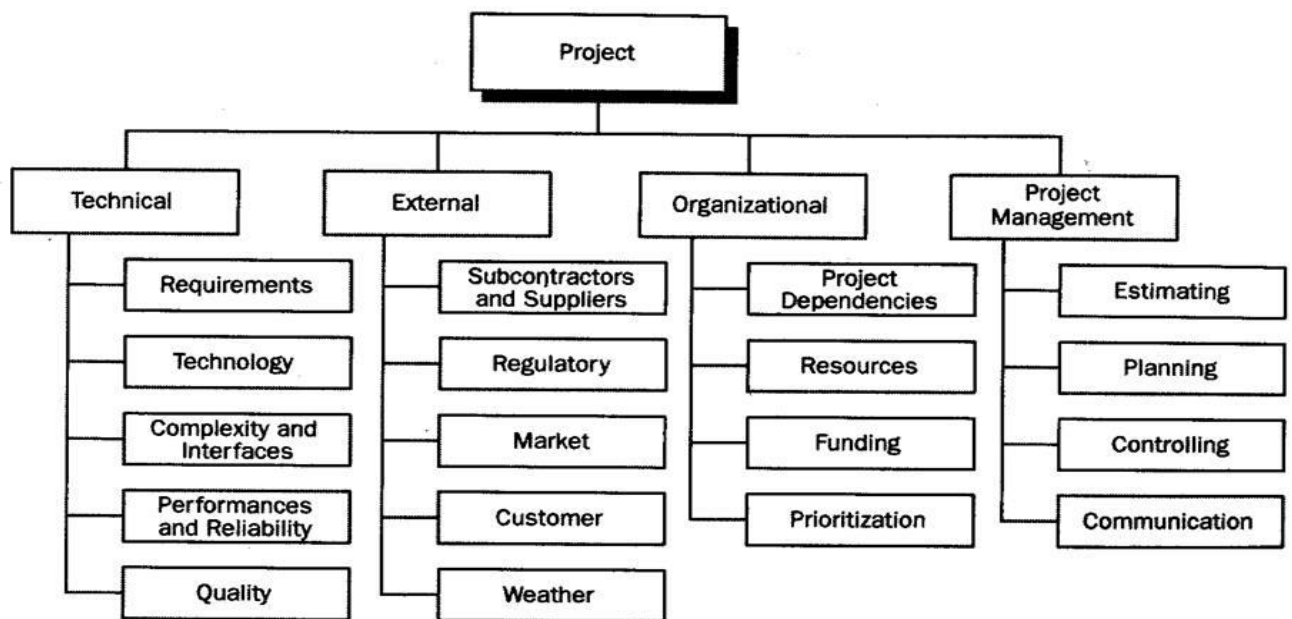 Project
Technical
External
Organizational
Project
Management
Requirements
Technology
Complexity and
Interfaces
Performances
and Reliability
Quality
Subcontractors
and Suppliers
Regulatory
Market
Customer
Weather
Project
Dependencies
Resources
Funding
Prioritization
Estimating
Planning
Controlling
Communication